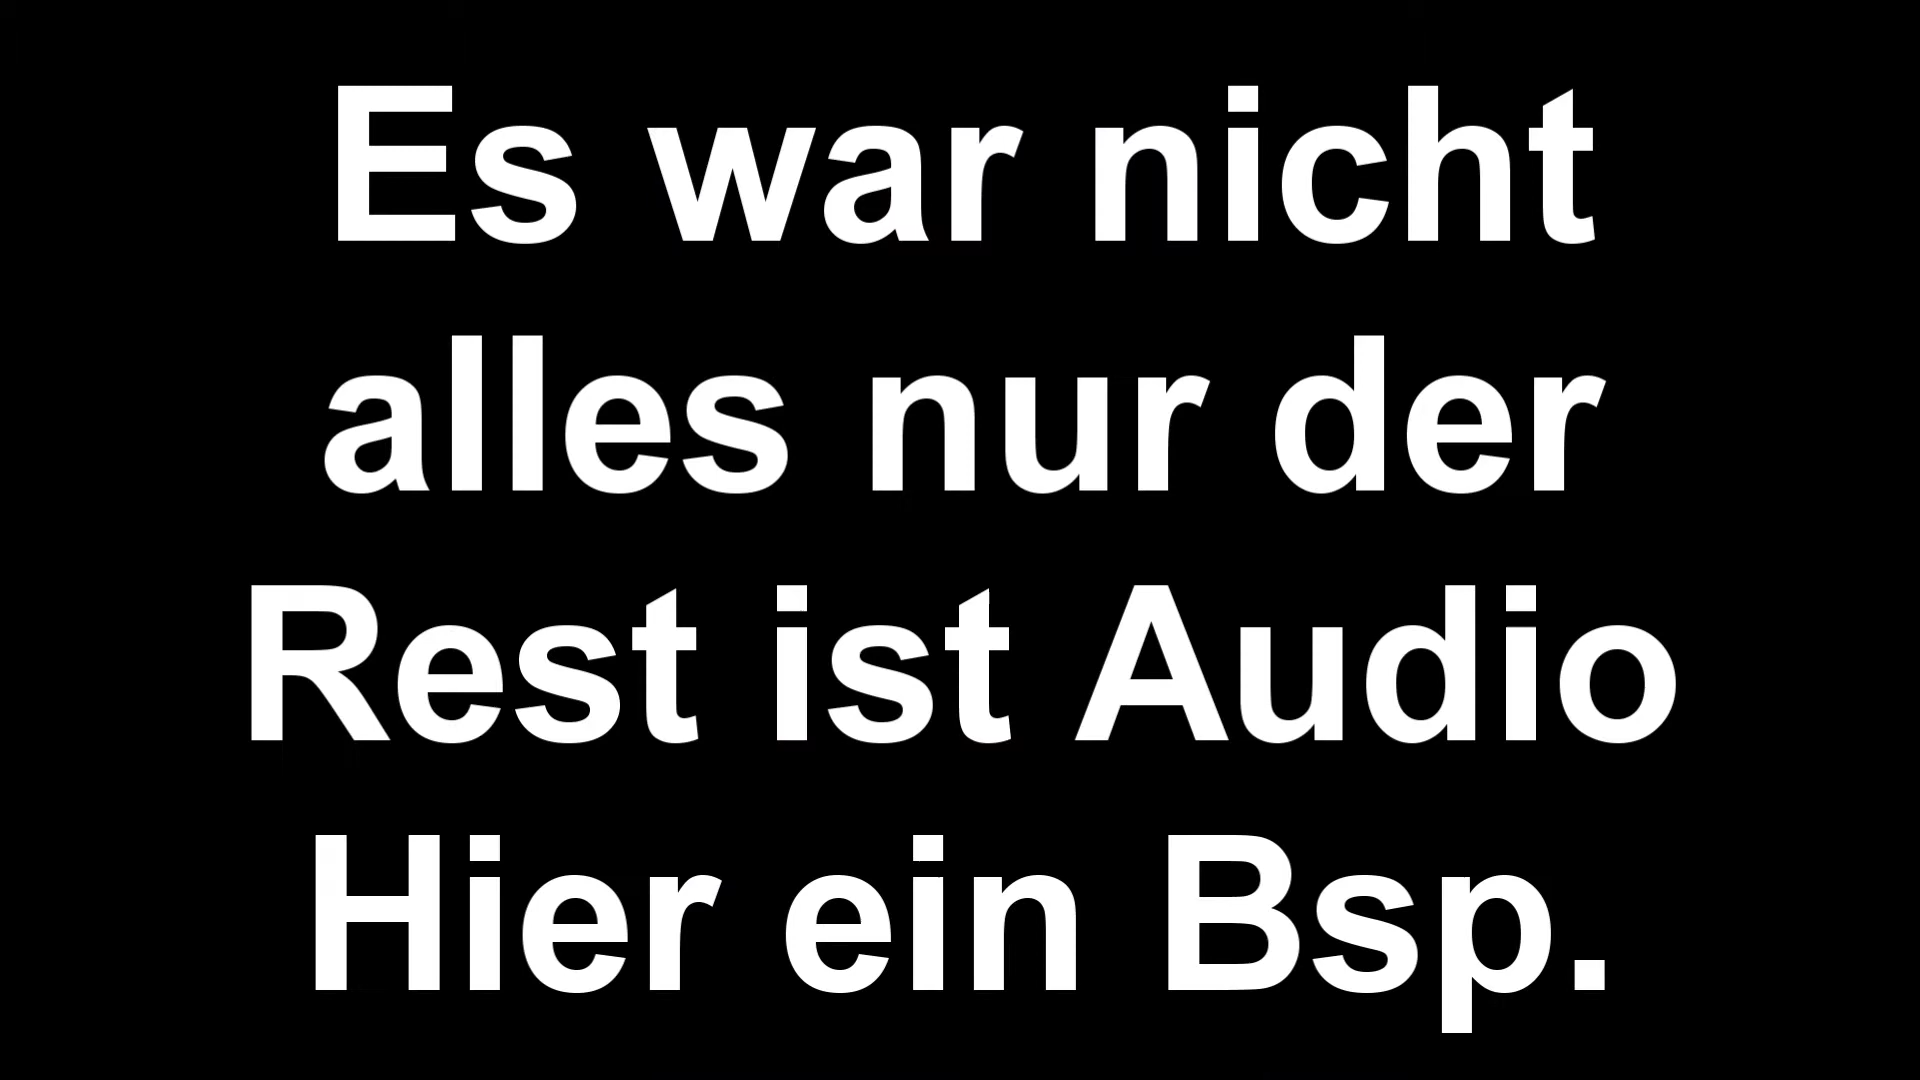 Es war nicht
alles nur der
Rest ist Audio
Hier ein Bsp.